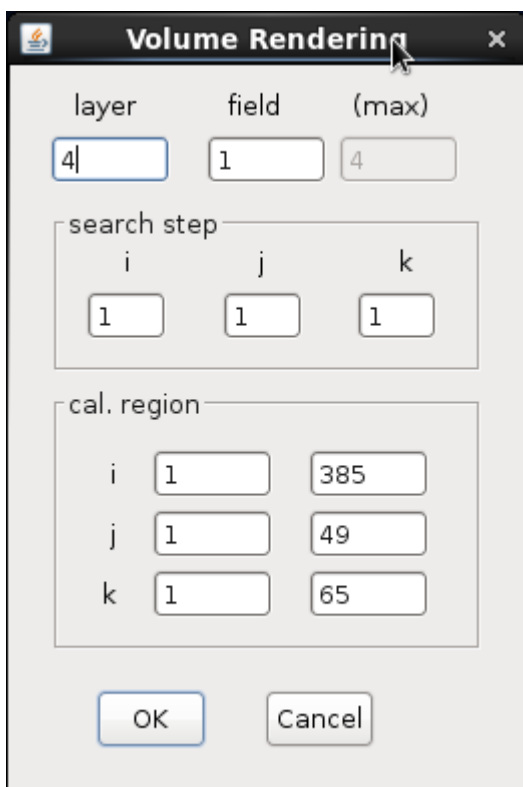 Volume Rendering
layer field (max)
4 1 4
search step
i j k
1 1 1
cal. region
i 1 385
j 1 49
k 1 65
OK Cancel